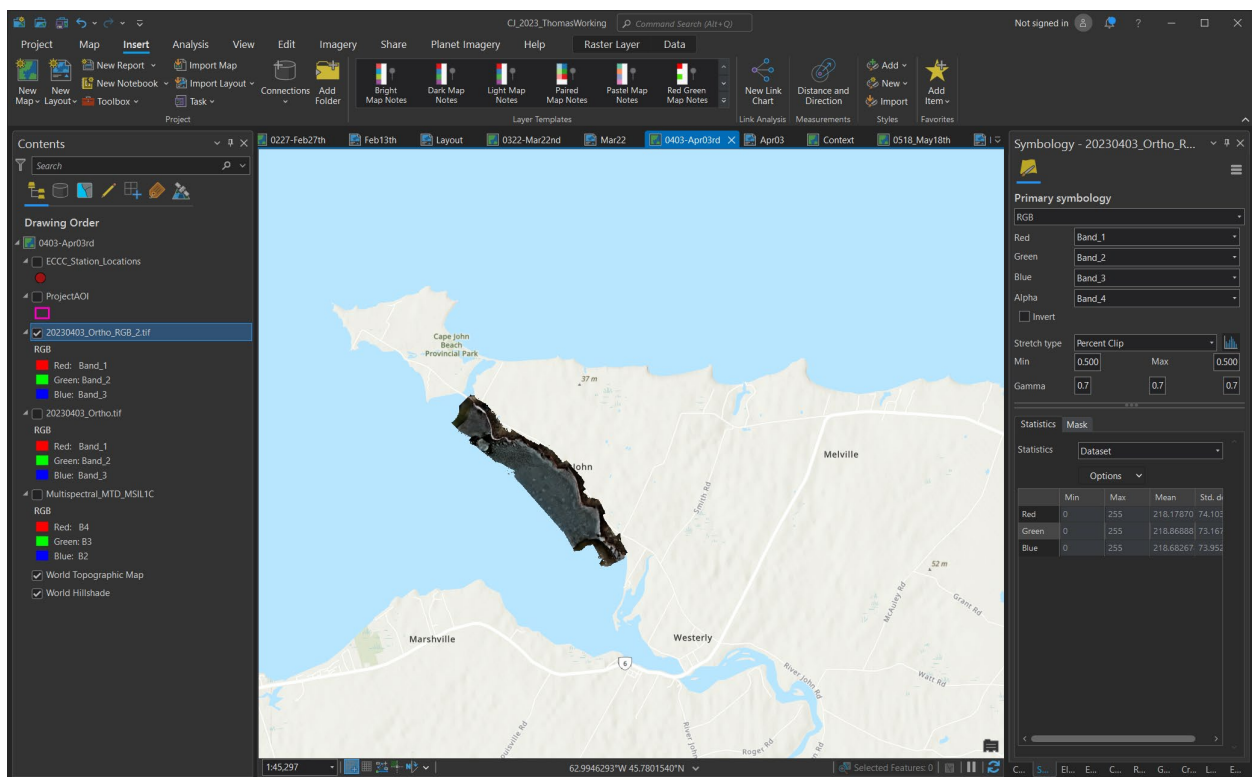 CJ_2023_ThomasWorking
Command Search (Alt+Q)
Not signed in
?
Project Map Insert Analysis View Edit Imagery Share Planet Imagery Help Raster Layer Data
New Map
New Layout
New Report
New Notebook
Toolbox
Import Map
Import Layout
Task
Connections
Add Folder
Bright Map Notes
Dark Map Notes
Light Map Notes
Paired Map Notes
Pastel Map Notes
Red Green Map Notes
New Link Chart
Distance and Direction
Add
New
Import
Add Item
Project
Layer Templates
Link Analysis
Measurements
Styles
Favorites
Contents
Search
Drawing Order
0403-Apr03rd
ECCC_Station_Locations
ProjectAOI
20230403_Ortho_RGB_2.tif
RGB
Red: Band_1
Green: Band_2
Blue: Band_3
20230403_Ortho.tif
RGB
Red: Band_1
Green: Band_2
Blue: Band_3
Multispectral_MTD_MSIL1C
RGB
Red: B4
Green: B3
Blue: B2
World Topographic Map
World Hillshade
0227-Feb27th Feb13th Layout 0322-Mar22nd Mar22 0403-Apr03rd Apr03 Context 0518_May18th
Cape John
Beach
Provincial Park
37 m
John
Melville
Smith Rd
52 m
McAuley Rd
Grant Rd
Marshville
Westerly
6
River John Rd
Watt Rd
River John
Roger Rd
1:45,297
62.9946293°W 45.7801540°N
Selected Features: 0
Symbology - 20230403_Ortho_R...
Primary symbology
RGB
Red Band_1
Green Band_2
Blue Band_3
Alpha Band_4
Invert
Stretch type Percent Clip
Min 0.500 Max 0.500
Gamma 0.7 0.7 0.7
Statistics Mask
Statistics Dataset
Options
Min Max Mean Std. d
Red 0 255 218.17870 74.103
Green 0 255 218.86888 73.167
Blue 0 255 218.68267 73.952
C... S... El... E... C... R... G... Cr... L... E...